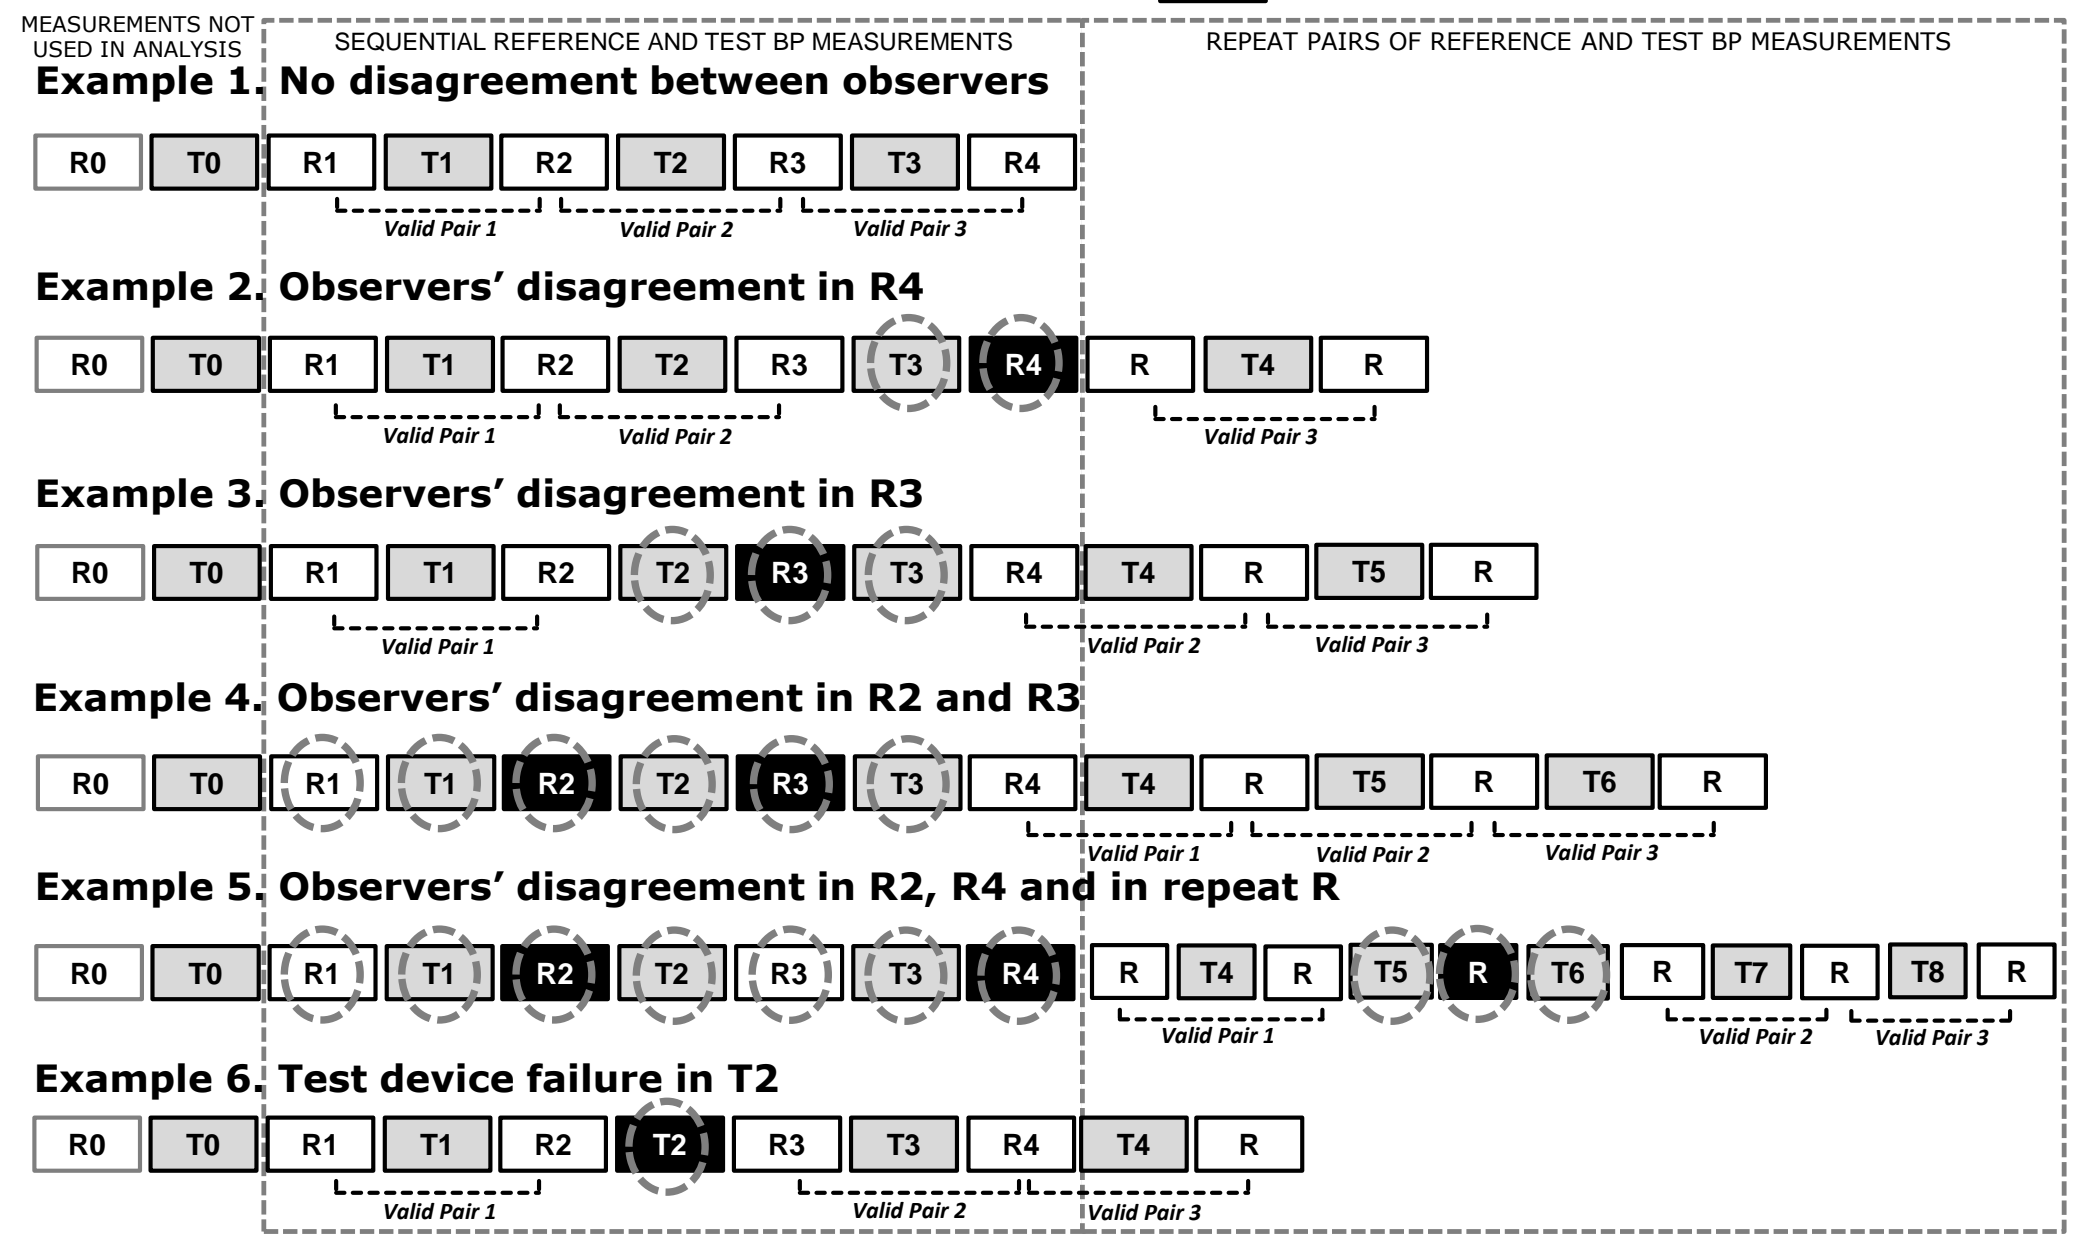 MEASUREMENTS NOT
USED IN ANALYSIS
SEQUENTIAL REFERENCE AND TEST BP MEASUREMENTS
REPEAT PAIRS OF REFERENCE AND TEST BP MEASUREMENTS
Example 1. No disagreement between observers
R0 T0 R1 T1 R2 T2 R3 T3 R4
Valid Pair 1 Valid Pair 2 Valid Pair 3
Example 2. Observers’ disagreement in R4
R0 T0 R1 T1 R2 T2 R3 T3 R4 R T4 R
Valid Pair 1 Valid Pair 2 Valid Pair 3
Example 3. Observers’ disagreement in R3
R0 T0 R1 T1 R2 T2 R3 T3 R4 T4 R T5 R
Valid Pair 1 Valid Pair 2 Valid Pair 3
Example 4. Observers’ disagreement in R2 and R3
R0 T0 R1 T1 R2 T2 R3 T3 R4 T4 R T5 R T6 R
Valid Pair 1 Valid Pair 2 Valid Pair 3
Example 5. Observers’ disagreement in R2, R4 and in repeat R
R0 T0 R1 T1 R2 T2 R3 T3 R4 R T4 R T5 R T6 R T7 R T8 R
Valid Pair 1 Valid Pair 2 Valid Pair 3
Example 6. Test device failure in T2
R0 T0 R1 T1 R2 T2 R3 T3 R4 T4 R
Valid Pair 1 Valid Pair 2 Valid Pair 3